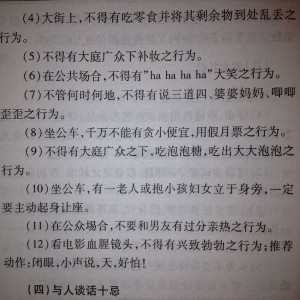 (4)大街上,不得有吃零食并将其剩余物到处乱丢之
行为。
(5)不得有大庭广众下补妆之行为。
(6)在公共场合,不得有"ha ha ha ha"大笑之行为。
(7)不管何时何地,不得有说三道四、婆婆妈妈、唧唧
歪歪之行为。
(8)坐公车,千万不能有贪小便宜,用假月票之行为。
(9)不得有大庭广众之下,吃泡泡糖,吃出大大泡泡之
行为。
(10)坐公车,有一老人或抱小孩妇女立于身旁,一定
要主动起身让座。
(11)在公众場合,不要和男友有过分亲热之行为。
(12)看电影血腥镜头,不得有兴致勃勃之行为;推荐
动作:闭眼,小声说,天,好怕!
(四)与人谈话十忌